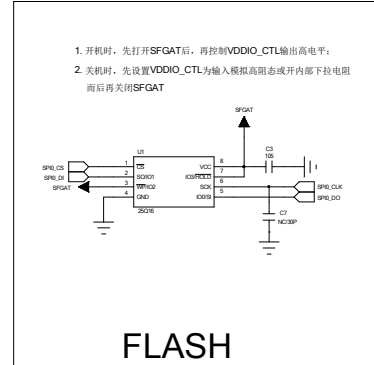 1. 开机时，先打开SFGAT后，再控制VDDIO_CTL输出高电平；
2. 关机时，先设置VDDIO_CTL为输入模拟高阻态或开内部下拉电阻
而后再关闭SFGAT
SFGAT
U1
C3
105
SPI0_CS
1
CS
VCC
8
SPI0_DI
2
SO/IO1
IO3/HOLD
7
SFGAT
3
WP/IO2
SCK
6
SPI0_CLK
4
GND
IO0/SI
5
SPI0_DO
25Q16
C7
NC/30P
FLASH